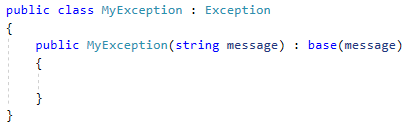 public class MyException : Exception
{
    public MyException(string message) : base(message)
    {

    }
}